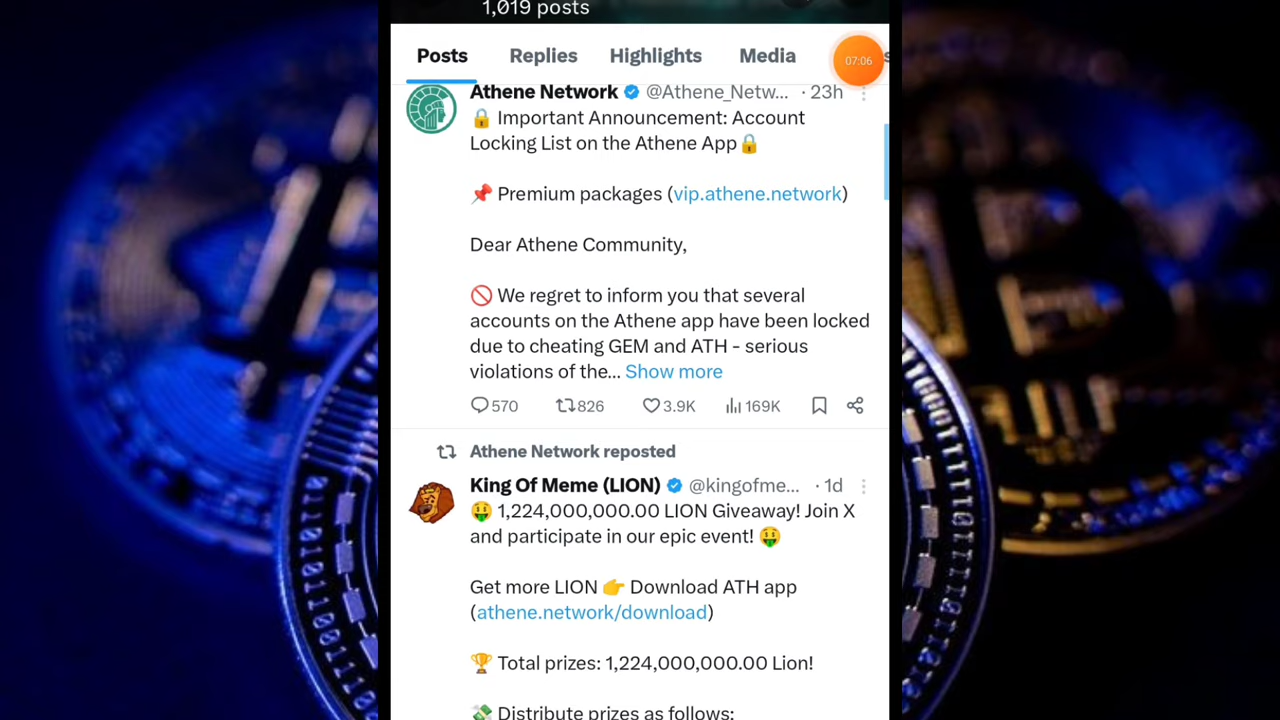 1,019 posts
Posts Replies Highlights Media
07:06
Athene Network @Athene_Netw... · 23h
🔒 Important Announcement: Account
Locking List on the Athene App🔒
📌 Premium packages (vip.athene.network)
Dear Athene Community,
🚫 We regret to inform you that several
accounts on the Athene app have been locked
due to cheating GEM and ATH - serious
violations of the... Show more
570 826 3.9K 169K
Athene Network reposted
King Of Meme (LION) @kingofme... · 1d
🤑 1,224,000,000.00 LION Giveaway! Join X
and participate in our epic event! 🤑
Get more LION 👉 Download ATH app
(athene.network/download)
🏆 Total prizes: 1,224,000,000.00 Lion!
💸 Distribute prizes as follows: